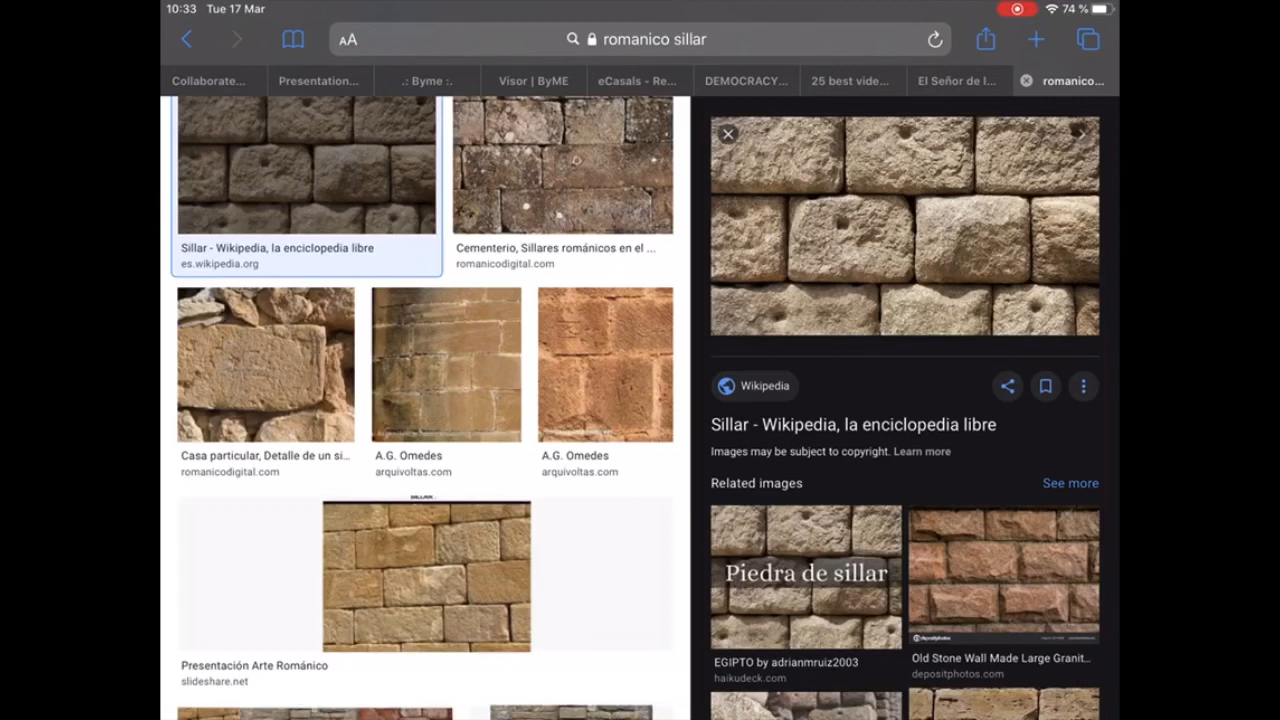 10:33 Tue 17 Mar
74 %
AA
romanico sillar
Collaborate...
Presentation...
.: Byme :.
Visor | ByME
eCasals - Re...
DEMOCRACY...
25 best vide...
El Señor de l...
romanico...
Sillar - Wikipedia, la enciclopedia libre
es.wikipedia.org
Cementerio, Sillares románicos en el ...
romanicodigital.com
Casa particular, Detalle de un si...
romanicodigital.com
A.G. Omedes
arquivoltas.com
A.G. Omedes
arquivoltas.com
SILLAR
Presentación Arte Románico
slideshare.net
Wikipedia
Sillar - Wikipedia, la enciclopedia libre
Images may be subject to copyright. Learn more
Related images
See more
Piedra de sillar
EGIPTO by adrianmruiz2003
haikudeck.com
depositphotos
Old Stone Wall Made Large Granit...
depositphotos.com